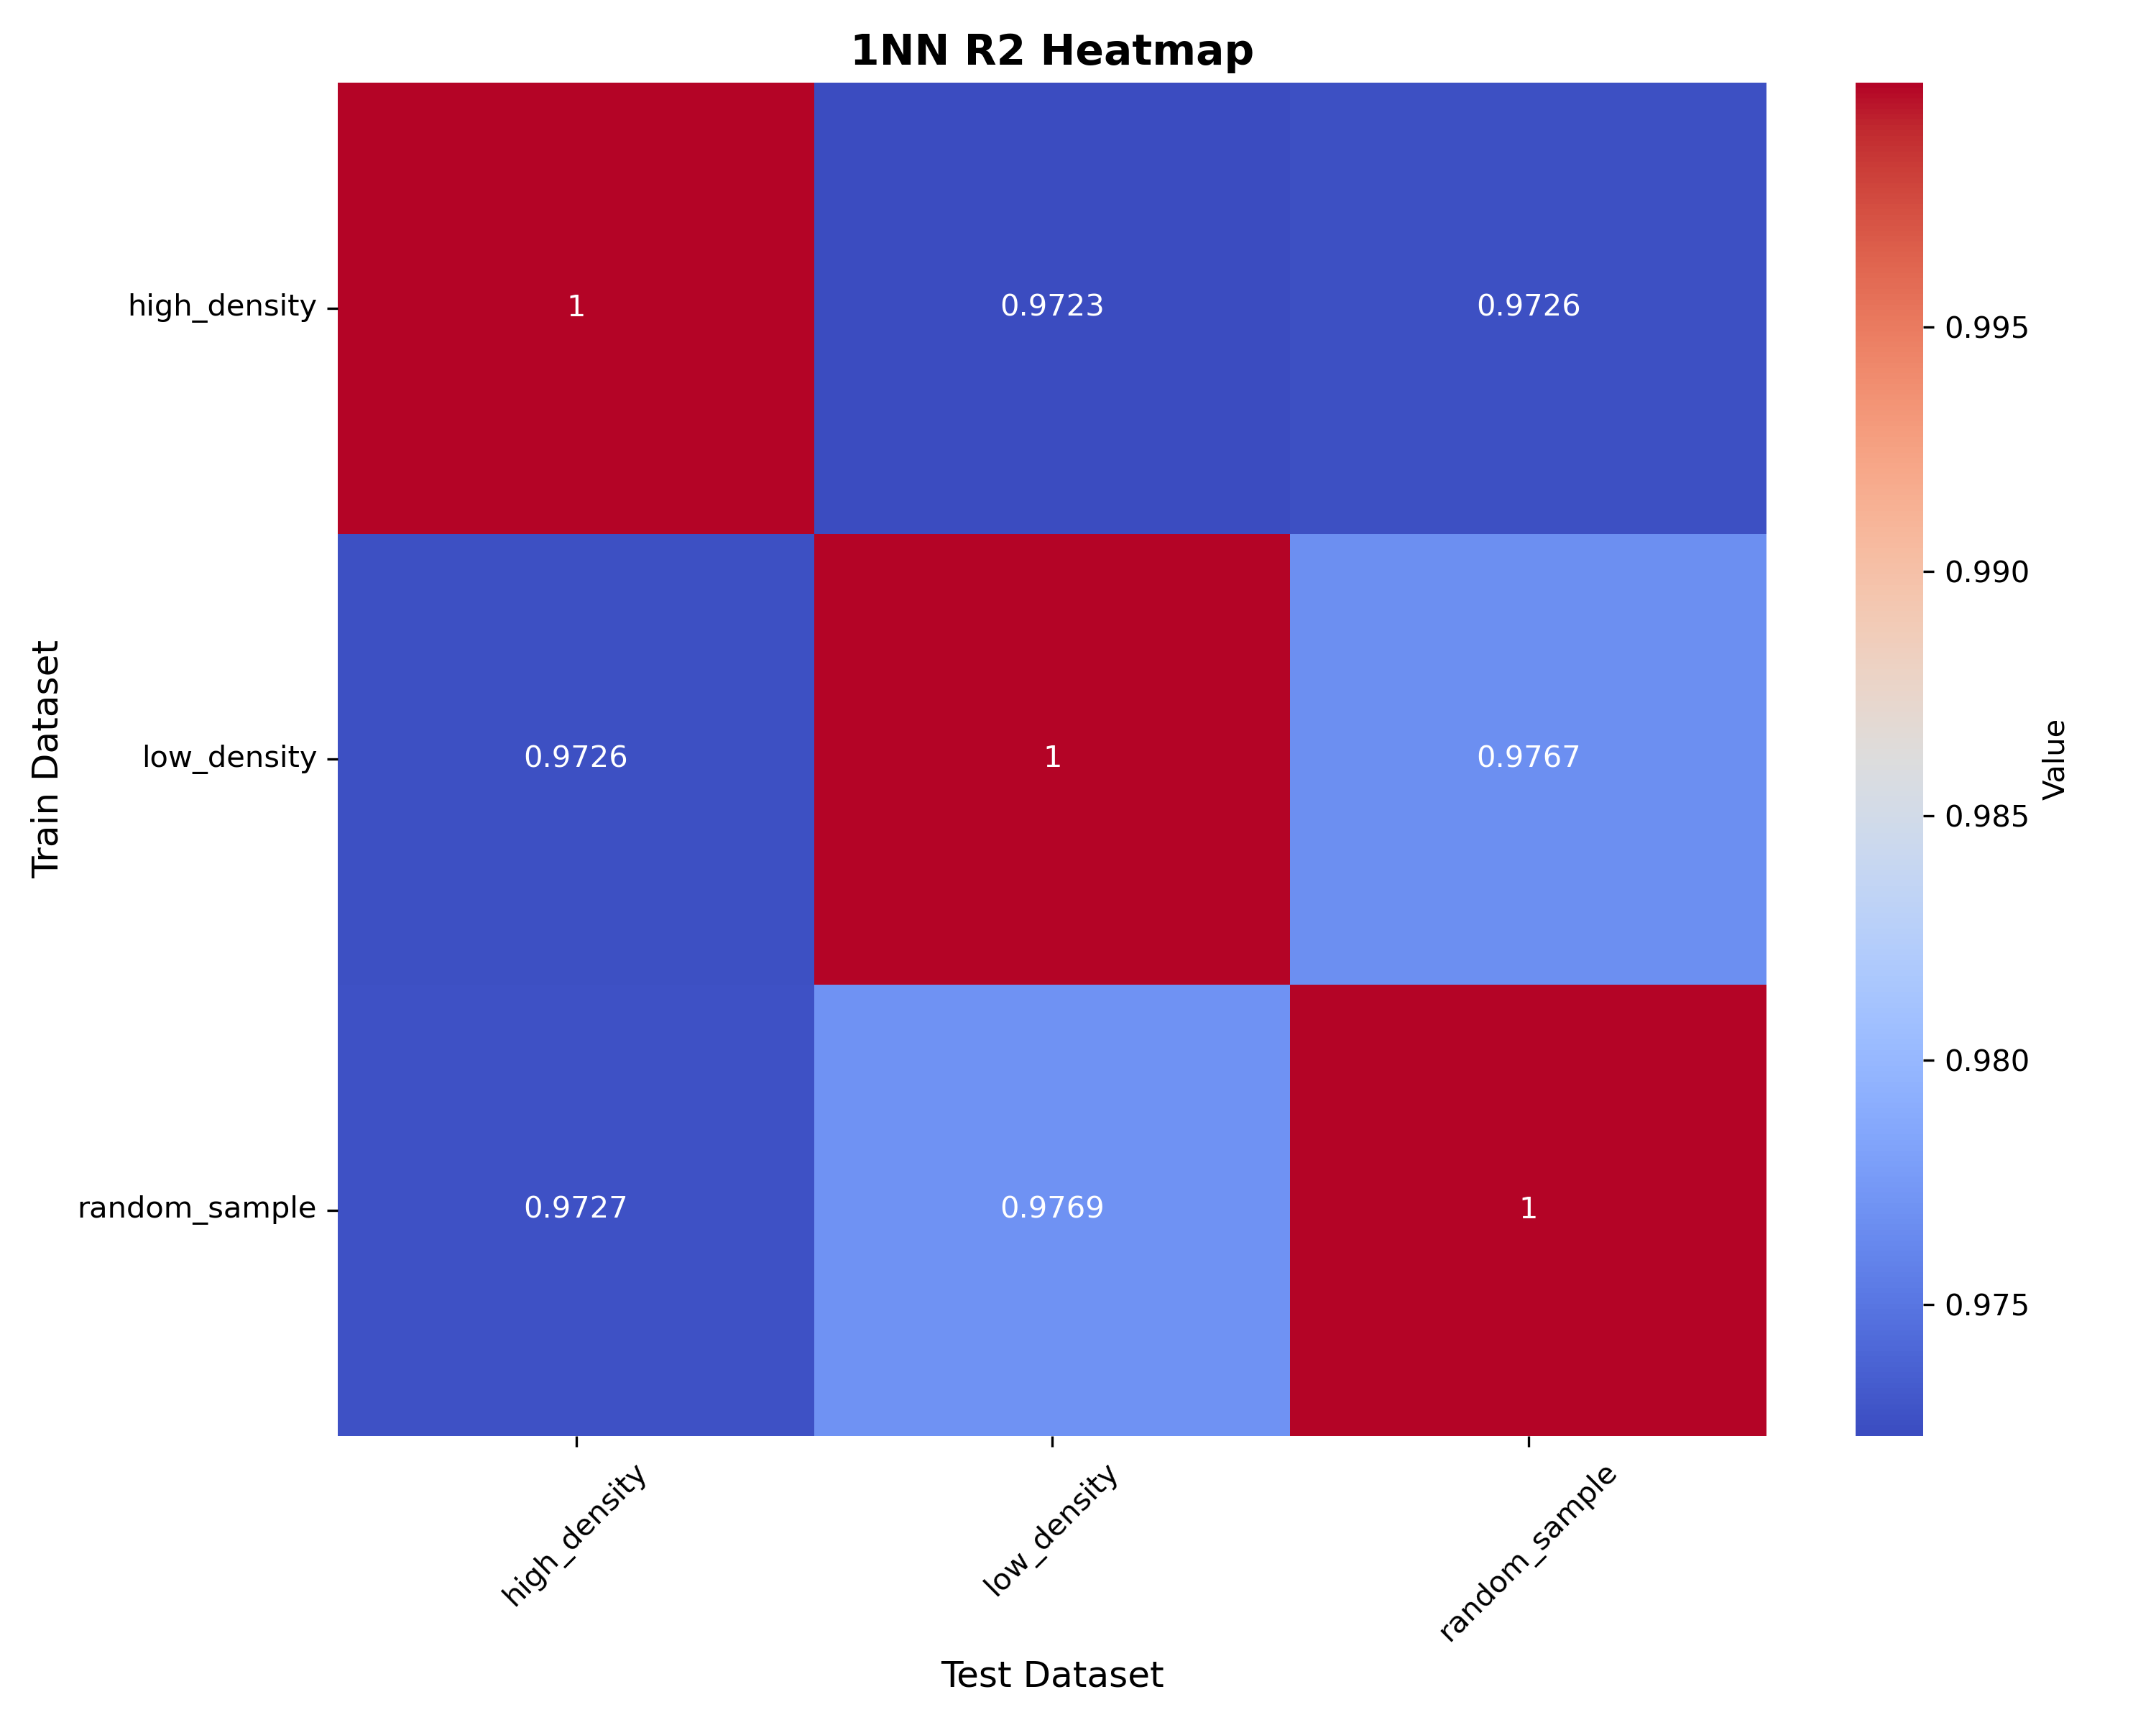 1NN R2 Heatmap
Train Dataset
high_density
1
0.9723
0.9726
low_density
0.9726
1
0.9767
random_sample
0.9727
0.9769
1
high_density
low_density
random_sample
Test Dataset
0.995
0.990
0.985
0.980
0.975
Value